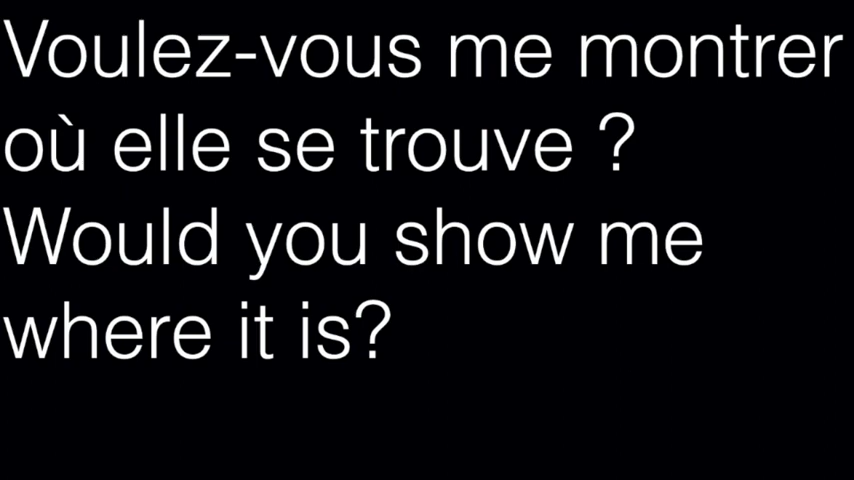 Voulez-vous me montrer
où elle se trouve ?
Would you show me
where it is?